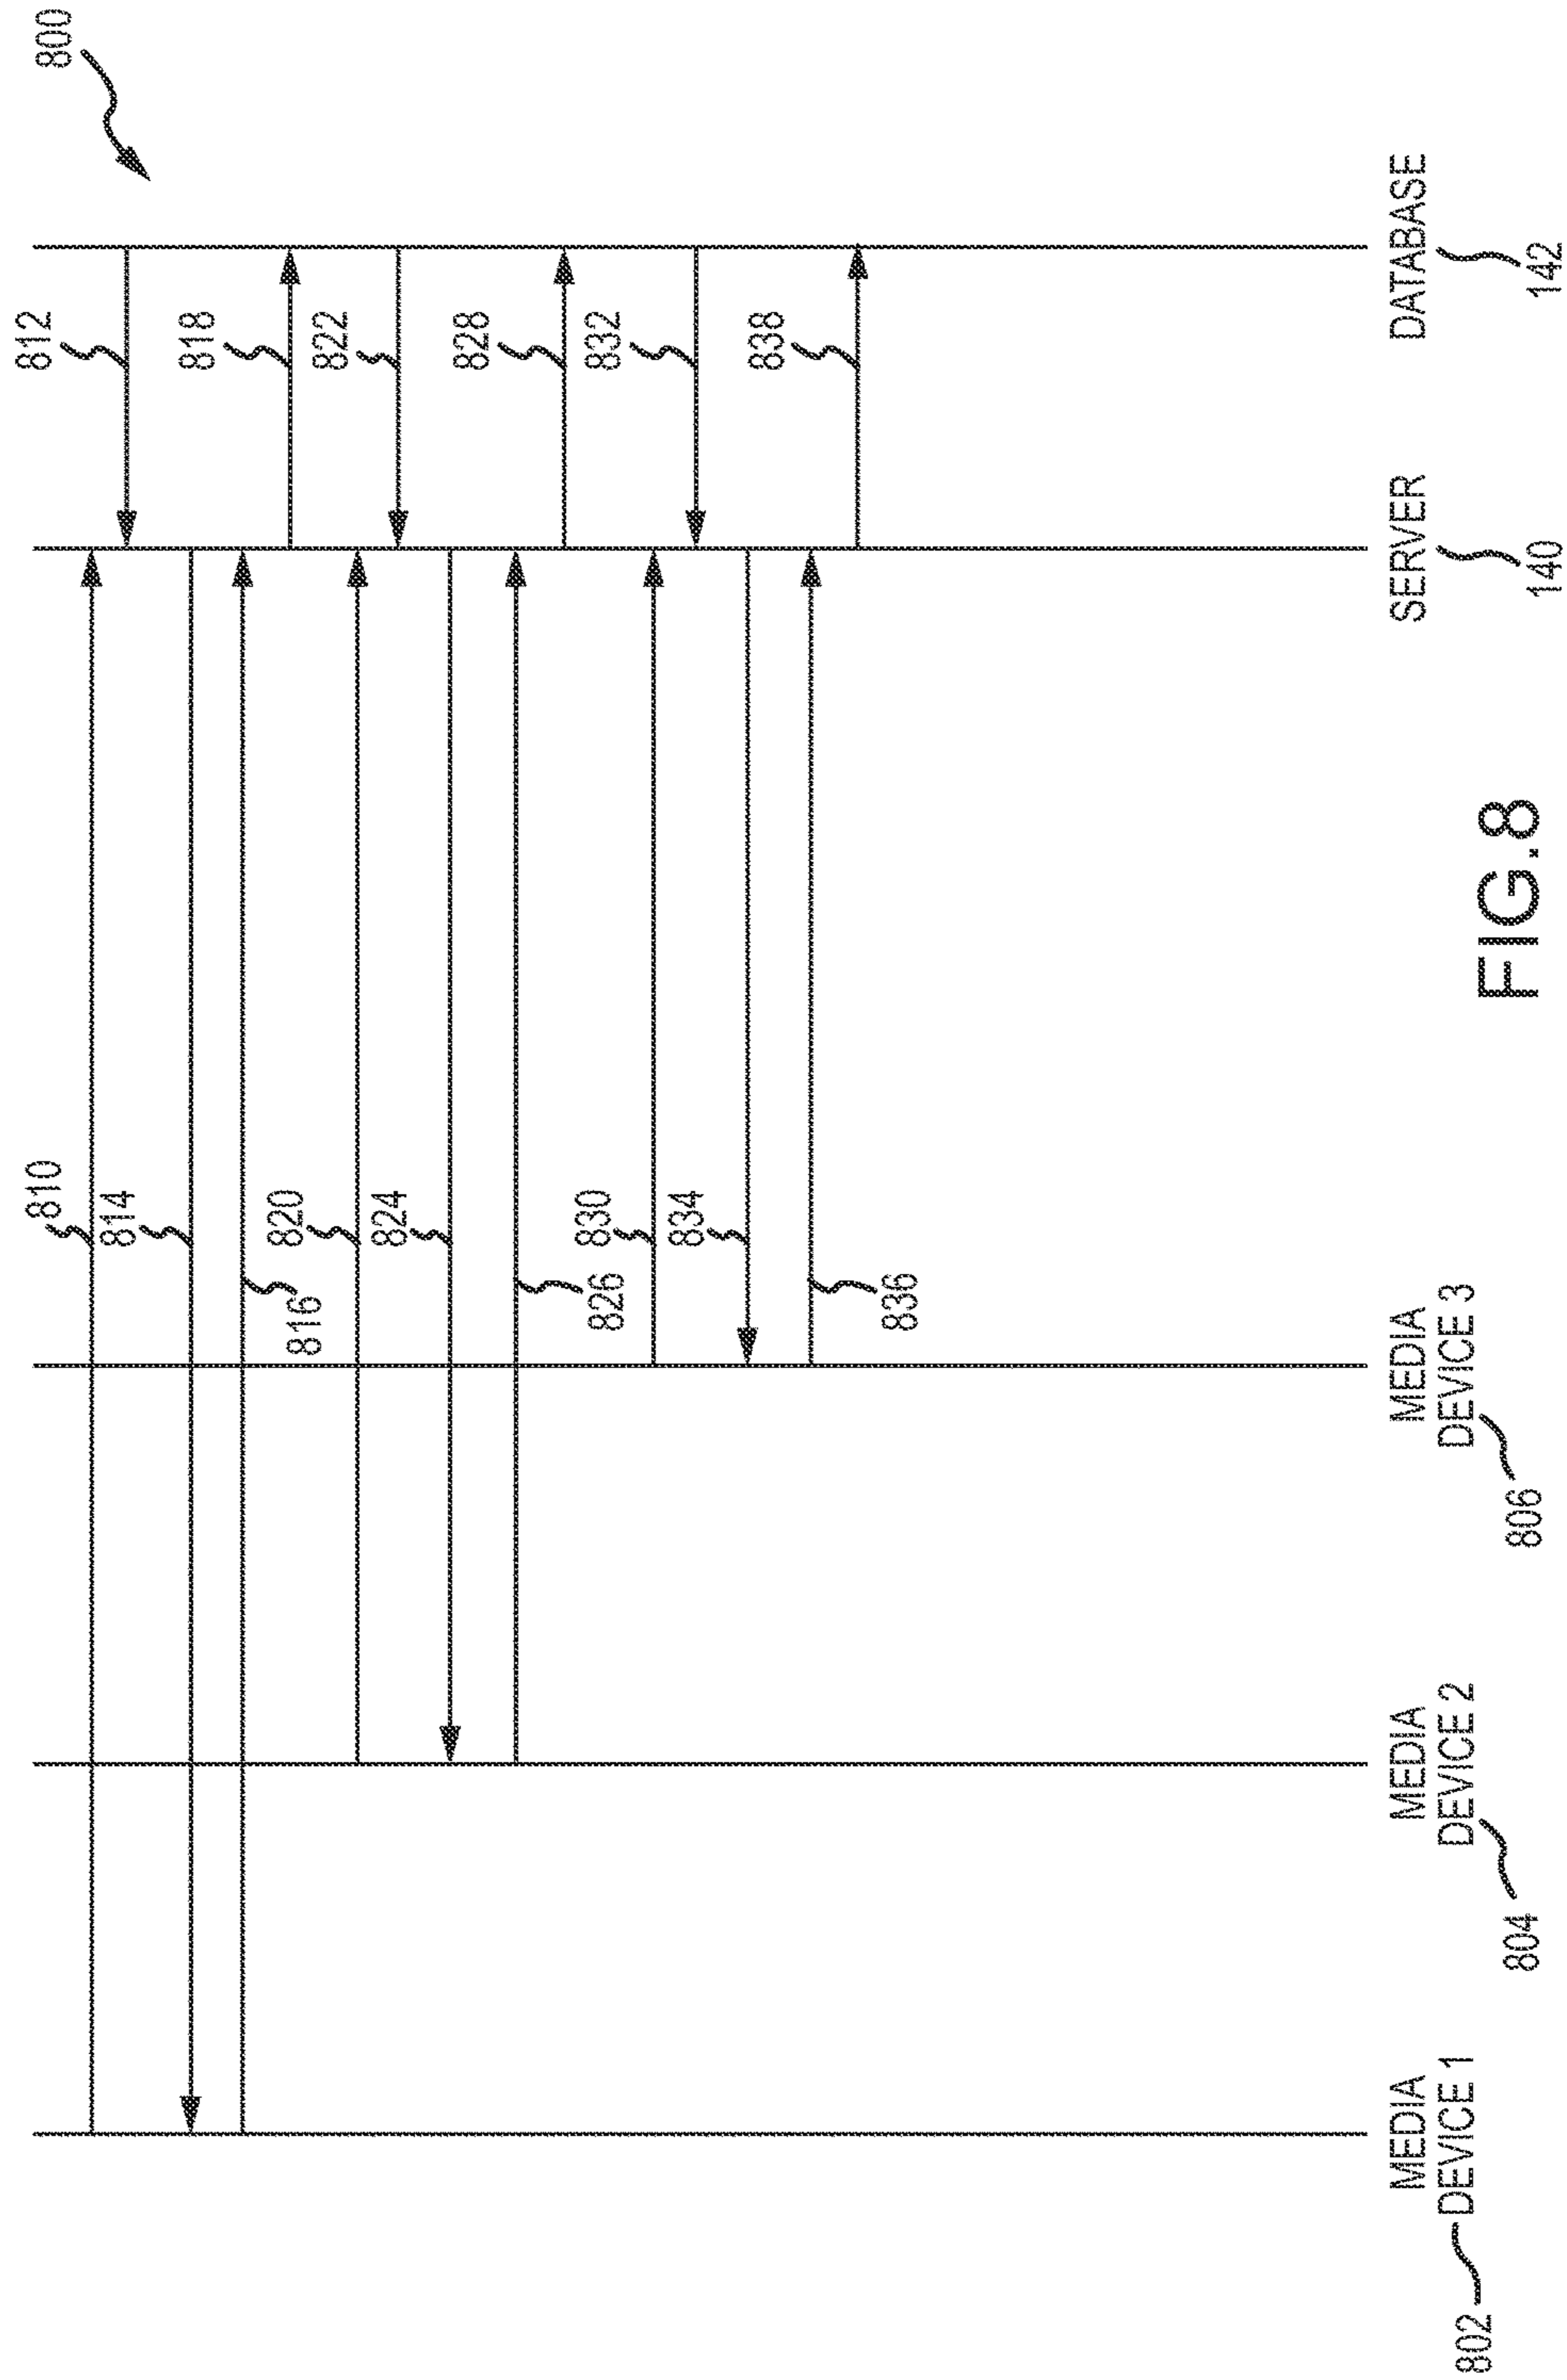 800
810
812
814
816
818
820
822
824
826
828
830
832
834
836
838
MEDIA
DEVICE 1
802
MEDIA
DEVICE 2
804
MEDIA
DEVICE 3
806
SERVER
140
DATABASE
142
FIG.8